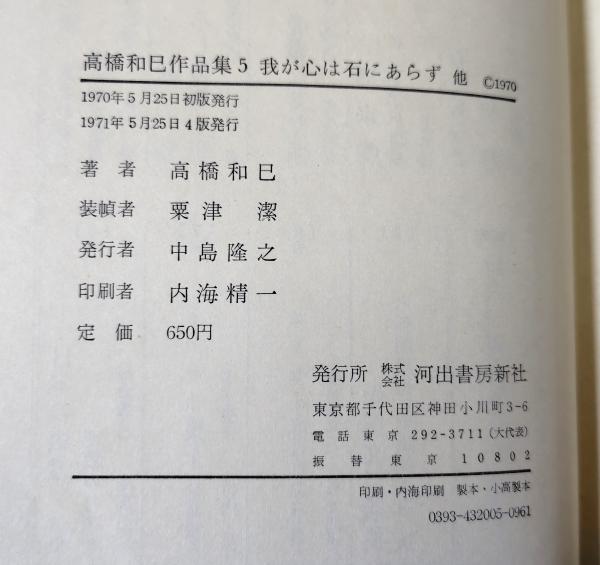 高橋和巳作品集5 我が心は石にあらず 他 ©1970
1970年5月25日初版発行
1971年5月25日4版発行
著者 高橋和巳
装幀者 粟津潔
発行者 中島隆之
印刷者 内海精一
定価 650円
発行所 株式会社 河出書房新社
東京都千代田区神田小川町3-6
電話東京 292-3711(大代表)
振替東京 10802
印刷・内海印刷 製本・小高製本
0393-432005-0961